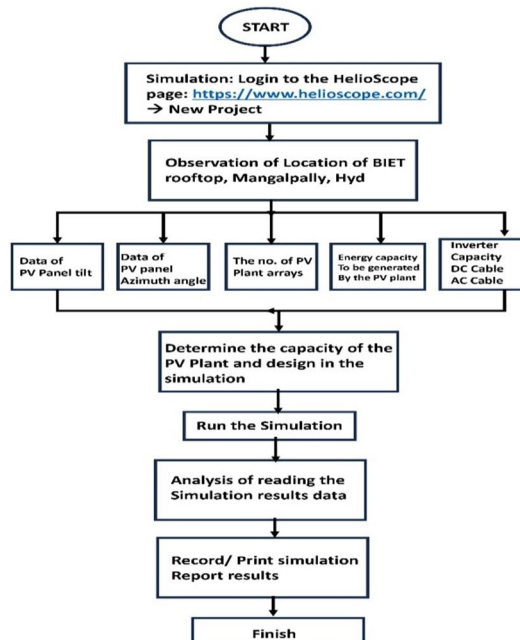 START
Simulation: Login to the HelioScope
page: https://www.helioscope.com/
→ New Project
Observation of Location of BIET
rooftop, Mangalpally, Hyd
Data of
PV Panel tilt
Data of
PV panel
Azimuth angle
The no. of PV
Plant arrays
Energy capacity
To be generated
By the PV plant
Inverter
Capacity
DC Cable
AC Cable
Determine the capacity of the
PV Plant and design in the
simulation
Run the Simulation
Analysis of reading the
Simulation results data
Record/ Print simulation
Report results
Finish